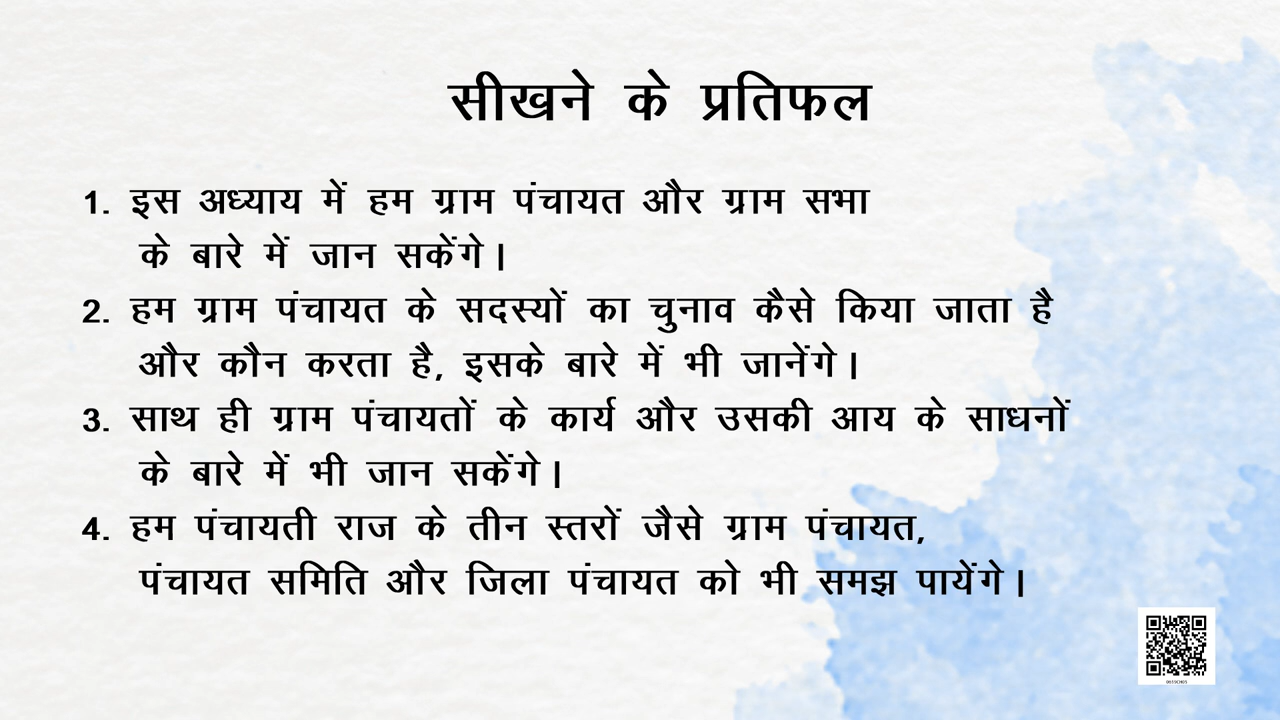 सीखने के प्रतिफल
1. इस अध्याय में हम ग्राम पंचायत और ग्राम सभा
के बारे में जान सकेंगे।
2. हम ग्राम पंचायत के सदस्यों का चुनाव कैसे किया जाता है
और कौन करता है, इसके बारे में भी जानेंगे।
3. साथ ही ग्राम पंचायतों के कार्य और उसकी आय के साधनों
के बारे में भी जान सकेंगे।
4. हम पंचायती राज के तीन स्तरों जैसे ग्राम पंचायत,
पंचायत समिति और जिला पंचायत को भी समझ पायेंगे।